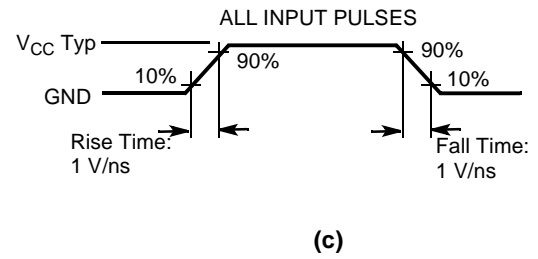 ALL INPUT PULSES
VCC Typ
90%
90%
10%
10%
GND
Rise Time:
1 V/ns
Fall Time:
1 V/ns
(c)